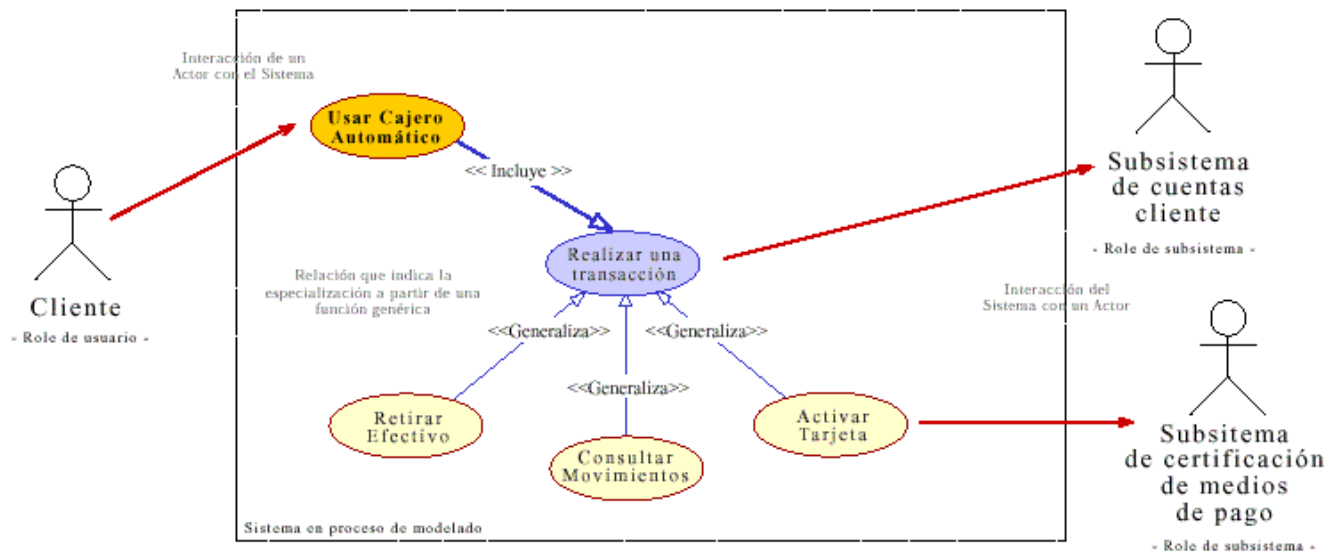 Interacción de un
Actor con el Sistema
Usar Cajero
Automático
<< Incluye >>
Subsistema
de cuentas
cliente
- Role de subsistema -
Realizar una
transacción
Cliente
- Role de usuario -
Relación que indica la
especialización a partir de una
función genérica
Interacción del
Sistema con un Actor
<<Generaliza>>
<<Generaliza>>
<<Generaliza>>
Retirar
Efectivo
Consultar
Movimientos
Activar
Tarjeta
Subsitema
de certificación
de medios
de pago
- Role de subsistema -
Sistema en proceso de modelado